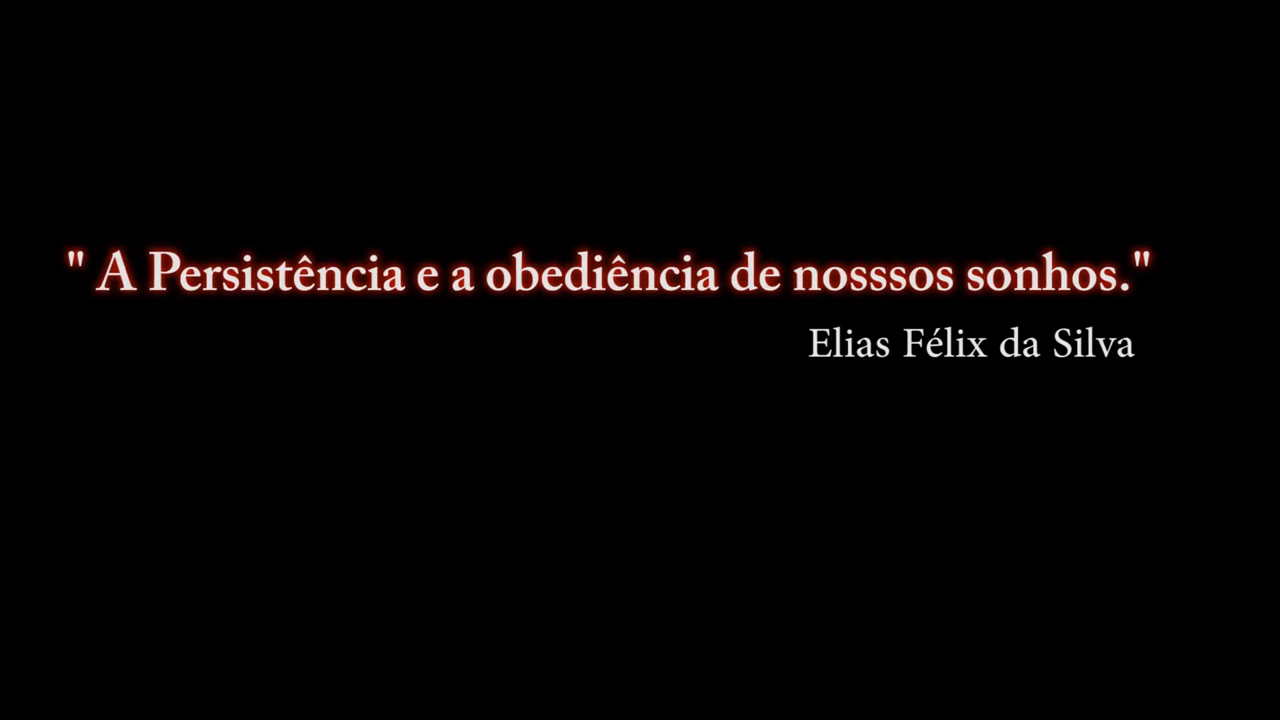 " A Persistência e a obediência de nosssos sonhos."
Elias Félix da Silva